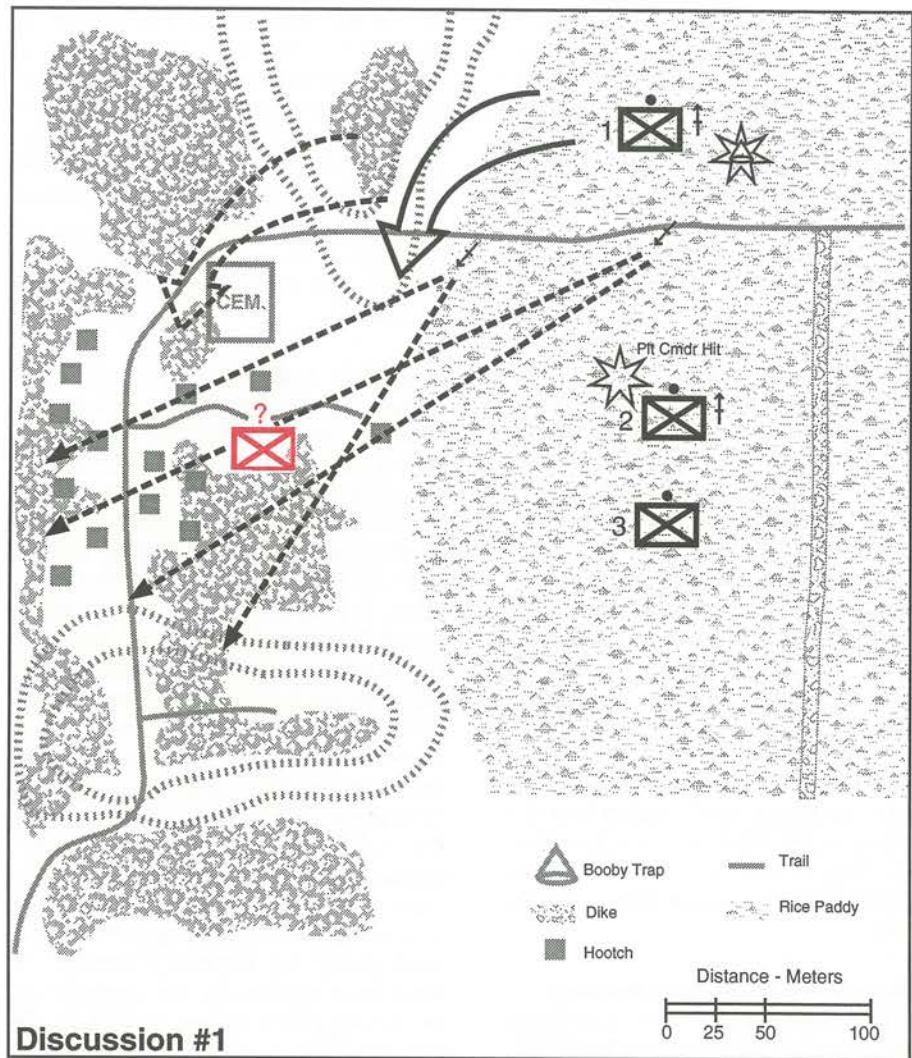 1
CEM.
Plt Cmdr Hit
?
2
3
Booby Trap
Trail
Dike
Rice Paddy
Hootch
Distance - Meters
0 25 50 100
Discussion #1